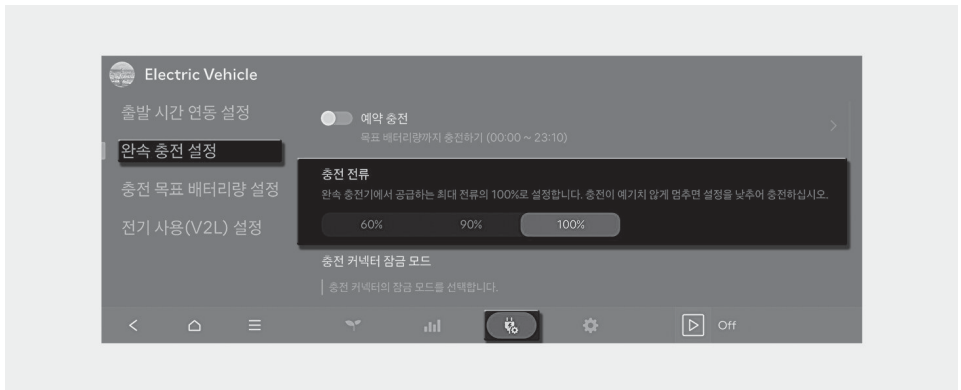 Electric Vehicle
출발 시간 연동 설정
완속 충전 설정
충전 목표 배터리량 설정
전기 사용(V2L) 설정
예약 충전
목표 배터리량까지 충전하기 (00:00 ~ 23:10)
충전 전류
완속 충전기에서 공급하는 최대 전류의 100%로 설정합니다. 충전이 예기치 않게 멈추면 설정을 낮추어 충전하십시오.
60% 90% 100%
충전 커넥터 잠금 모드
충전 커넥터의 잠금 모드를 선택합니다.
Off